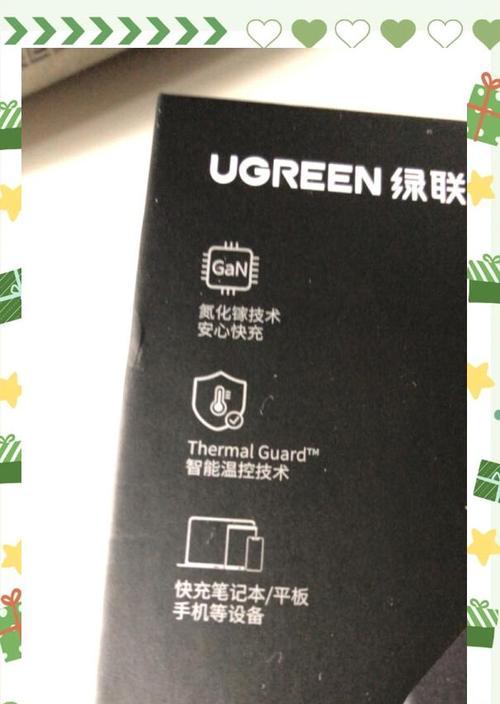 UGREEN 绿联
GaN
氮化镓技术
安心快充
Thermal Guard™
智能温控技术
快充笔记本/平板
手机等设备